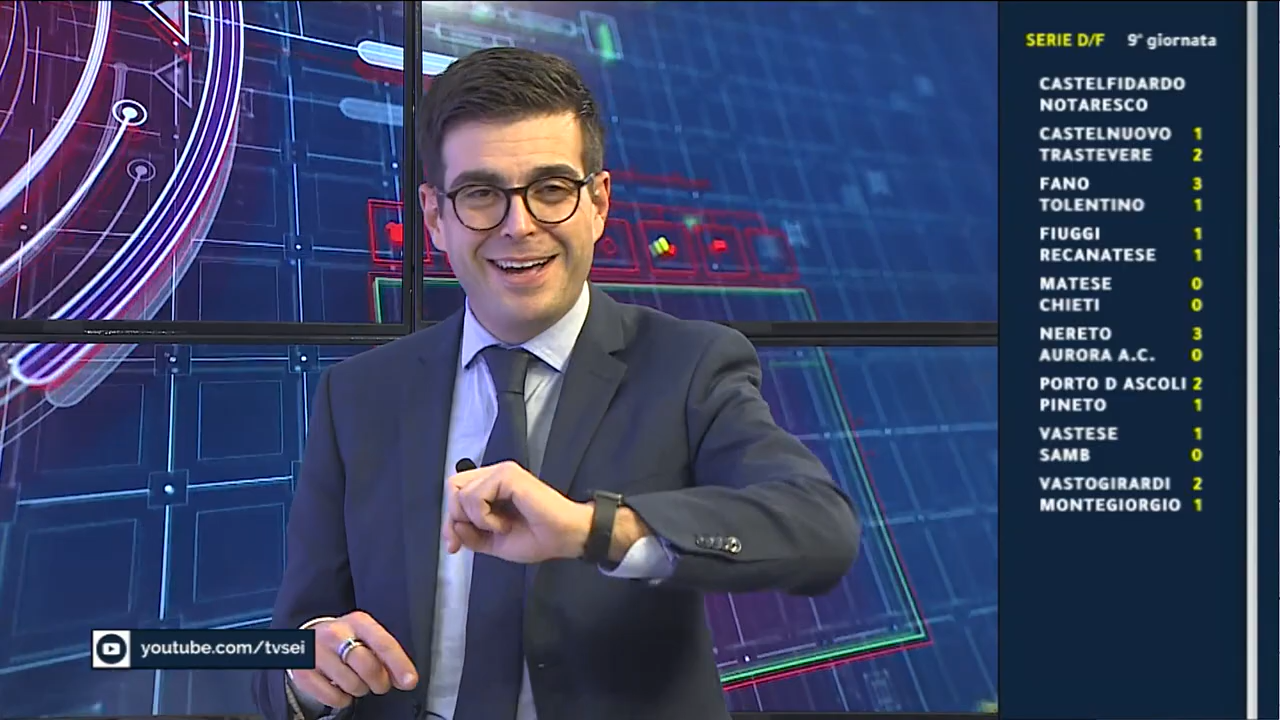 SERIE D/F 9ª giornata
CASTELFIDARDO
NOTARESCO
CASTELNUOVO 1
TRASTEVERE 2
FANO 3
TOLENTINO 1
FIUGGI 1
RECANATESE 1
MATESE 0
CHIETI 0
NERETO 3
AURORA A.C. 0
PORTO D ASCOLI 2
PINETO 1
VASTESE 1
SAMB 0
VASTOGIRARDI 2
MONTEGIORGIO 1
youtube.com/tvsei